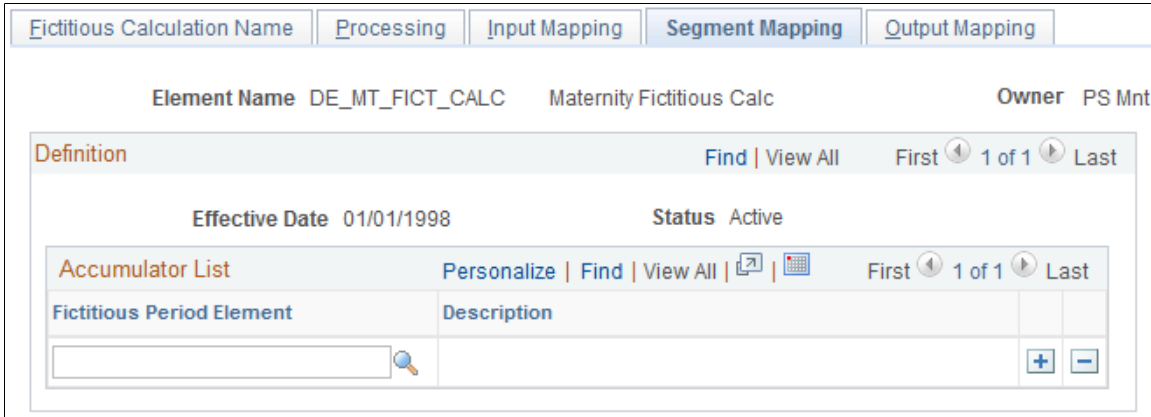 Fictitious Calculation Name Processing Input Mapping Segment Mapping Output Mapping
Element Name DE_MT_FICT_CALC Maternity Fictitious Calc Owner PS Mnt
Definition Find | View All First 1 of 1 Last
Effective Date 01/01/1998 Status Active
Accumulator List Personalize | Find | View All | | First 1 of 1 Last
Fictitious Period Element Description